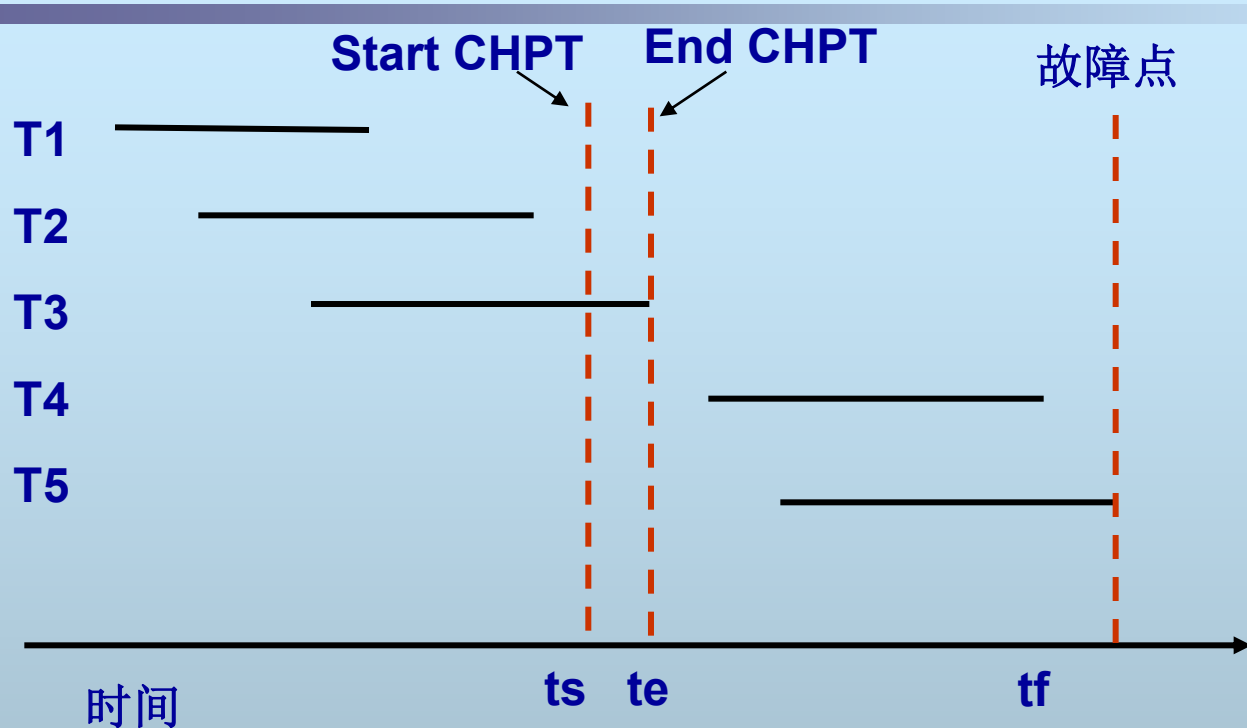 Start CHPT
End CHPT
故障点
T1
T2
T3
T4
T5
ts
te
tf
时间